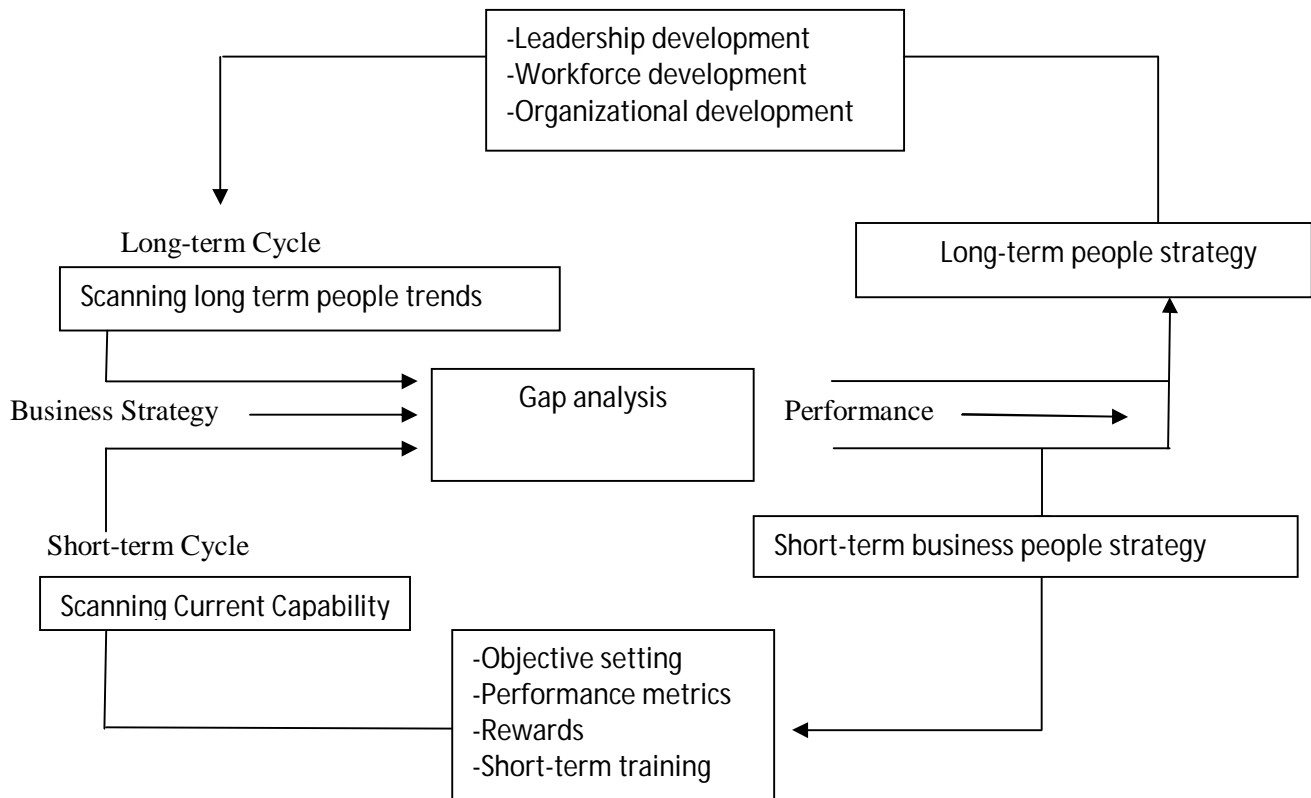 -Leadership development
-Workforce development
-Organizational development
Long-term Cycle
Long-term people strategy
Scanning long term people trends
Gap analysis
Business Strategy
Performance
Short-term Cycle
Short-term business people strategy
Scanning Current Capability
-Objective setting
-Performance metrics
-Rewards
-Short-term training